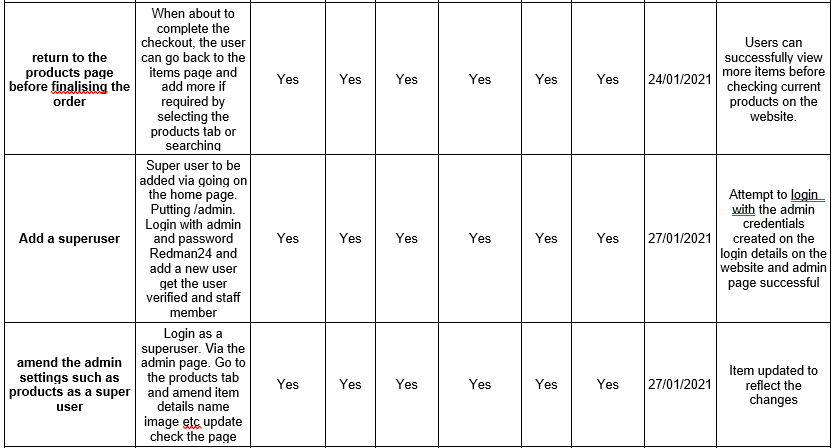 return to the
products page
before finalising the
order
When about to
complete the
checkout, the user
can go back to the
items page and
add more if
required by
selecting the
products tab or
searching
Yes
Yes
Yes
Yes
Yes
Yes
24/01/2021
Users can
successfully view
more items before
checking current
products on the
website.
Add a superuser
Super user to be
added via going on
the home page.
Putting /admin.
Login with admin
and password
Redman24 and
add a new user
get the user
verified and staff
member
Yes
Yes
Yes
Yes
Yes
Yes
27/01/2021
Attempt to login
with the admin
credentials
created on the
login details on the
website and admin
page successful
amend the admin
settings such as
products as a super
user
Login as a
superuser. Via the
admin page. Go to
the products tab
and amend item
details name
image etc update
check the page
Yes
Yes
Yes
Yes
Yes
Yes
27/01/2021
Item updated to
reflect the
changes